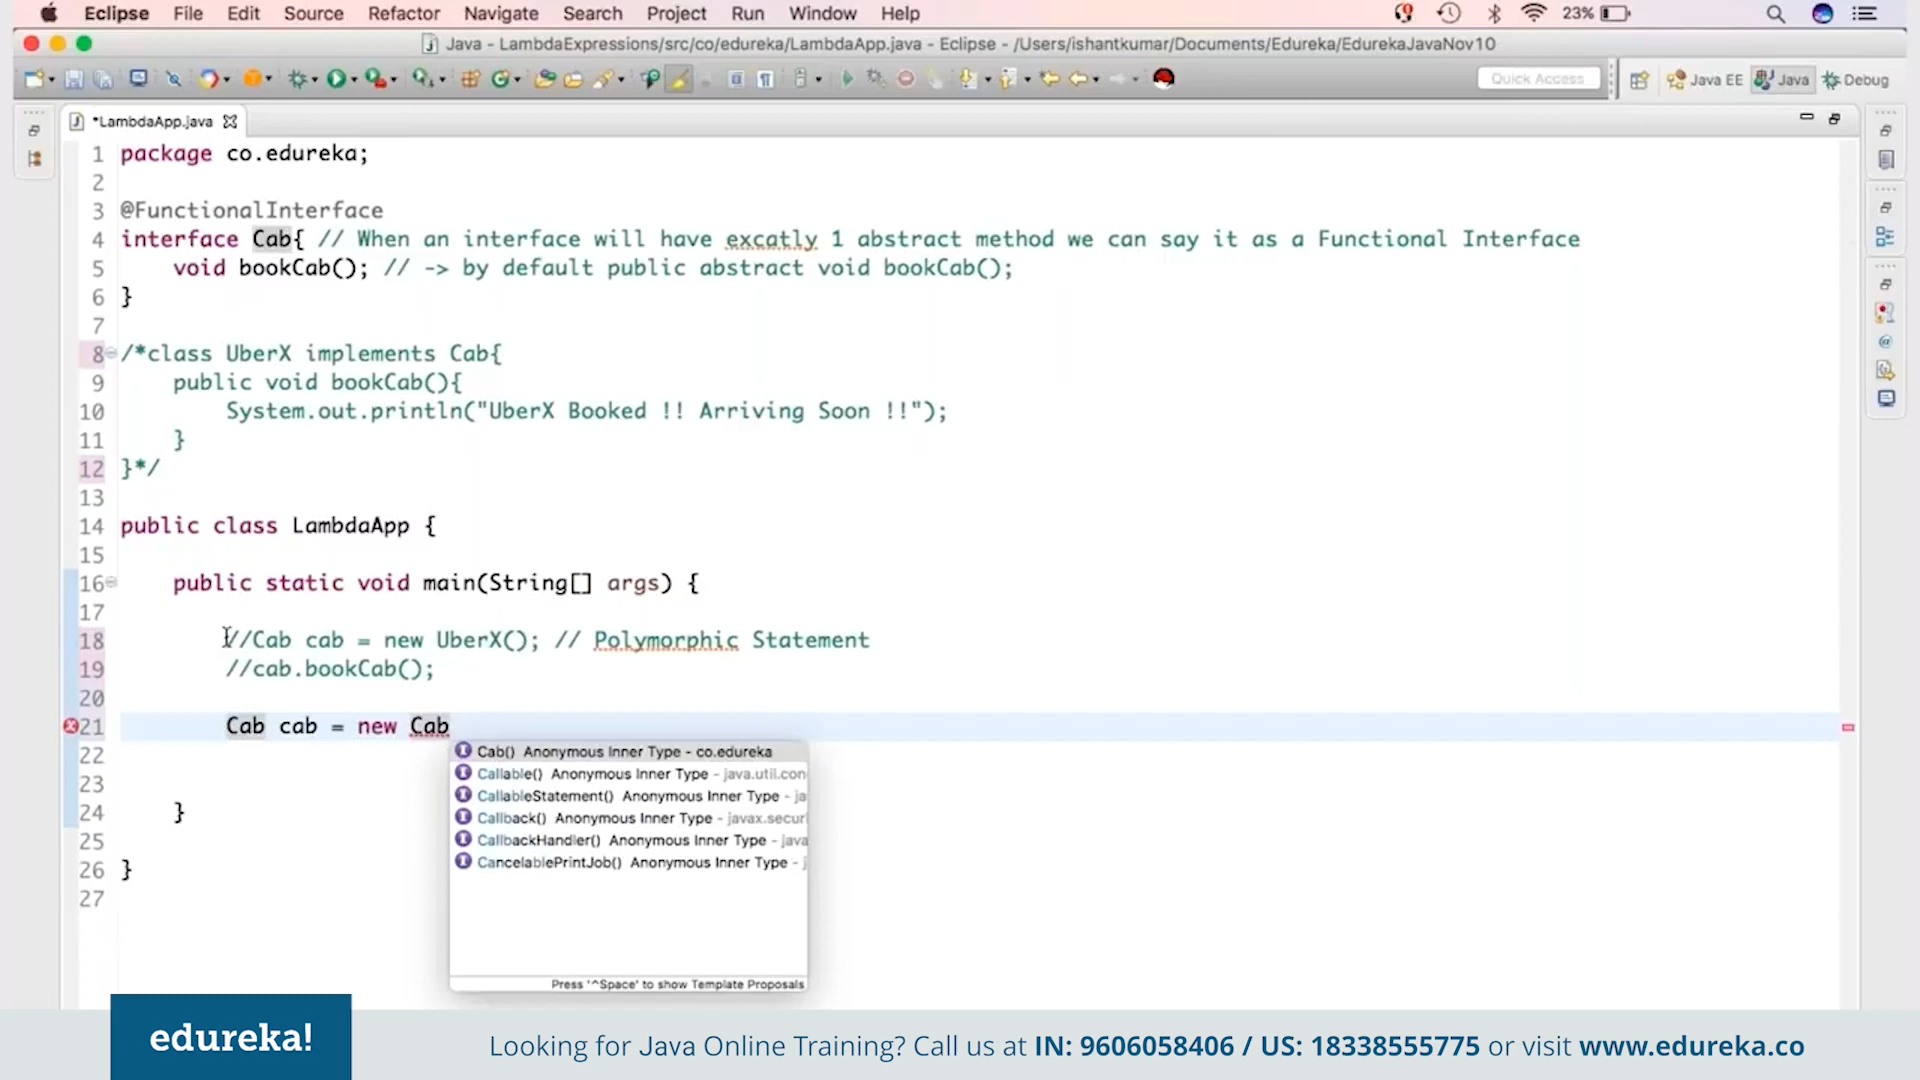 Eclipse File Edit Source Refactor Navigate Search Project Run Window Help 23%
Java - LambdaExpressions/src/co/edureka/LambdaApp.java - Eclipse - /Users/ishantkumar/Documents/Edureka/EdurekaJavaNov10
Quick Access Java EE Java Debug
*LambdaApp.java
1 package co.edureka;
2
3 @FunctionalInterface
4 interface Cab{ // When an interface will have excatly 1 abstract method we can say it as a Functional Interface
5 void bookCab(); // -> by default public abstract void bookCab();
6 }
7
8 /*class UberX implements Cab{
9 public void bookCab(){
10 System.out.println("UberX Booked !! Arriving Soon !!");
11 }
12 }*/
13
14 public class LambdaApp {
15
16 public static void main(String[] args) {
17
18 //Cab cab = new UberX(); // Polymorphic Statement
19 //cab.bookCab();
20
21 Cab cab = new Cab
22
23
24 }
25
26 }
27
Cab() Anonymous Inner Type - co.edureka
Callable() Anonymous Inner Type - java.util.con
CallableStatement() Anonymous Inner Type - ja
Callback() Anonymous Inner Type - javax.securi
CallbackHandler() Anonymous Inner Type - java
CancelablePrintJob() Anonymous Inner Type - j
Press '^Space' to show Template Proposals
edureka!
Looking for Java Online Training? Call us at IN: 9606058406 / US: 18338555775 or visit www.edureka.co